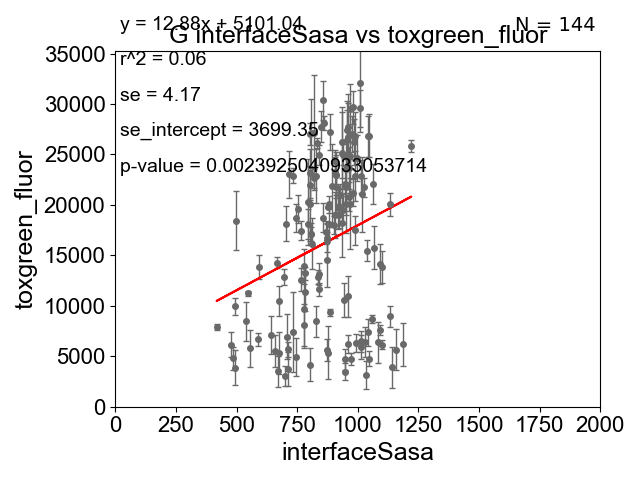 y = 12.88x + 5101.04
N = 144
G interfaceSasa vs toxgreen_fluor
r^2 = 0.06
se = 4.17
se_intercept = 3699.35
p-value = 0.0023925040933053714
35000
30000
25000
20000
15000
10000
5000
0
toxgreen_fluor
0 250 500 750 1000 1250 1500 1750 2000
interfaceSasa